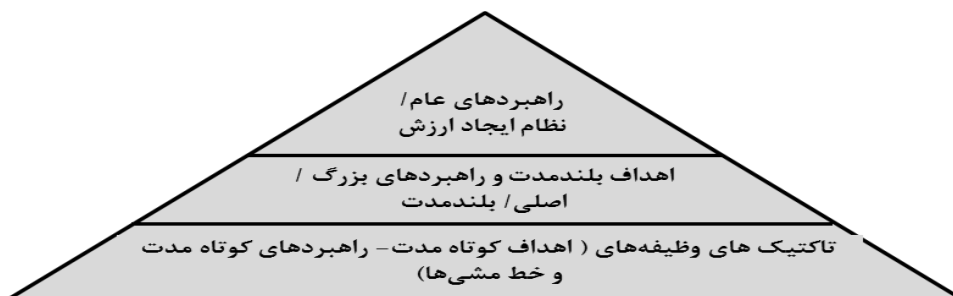 راهبردهای عام/
نظام ایجاد ارزش
اهداف بلندمدت و راهبردهای بزرگ /
اصلی/ بلندمدت
تاکتیک های وظیفه‌های ( اهداف کوتاه مدت- راهبردهای کوتاه مدت
و خط مشی‌ها)